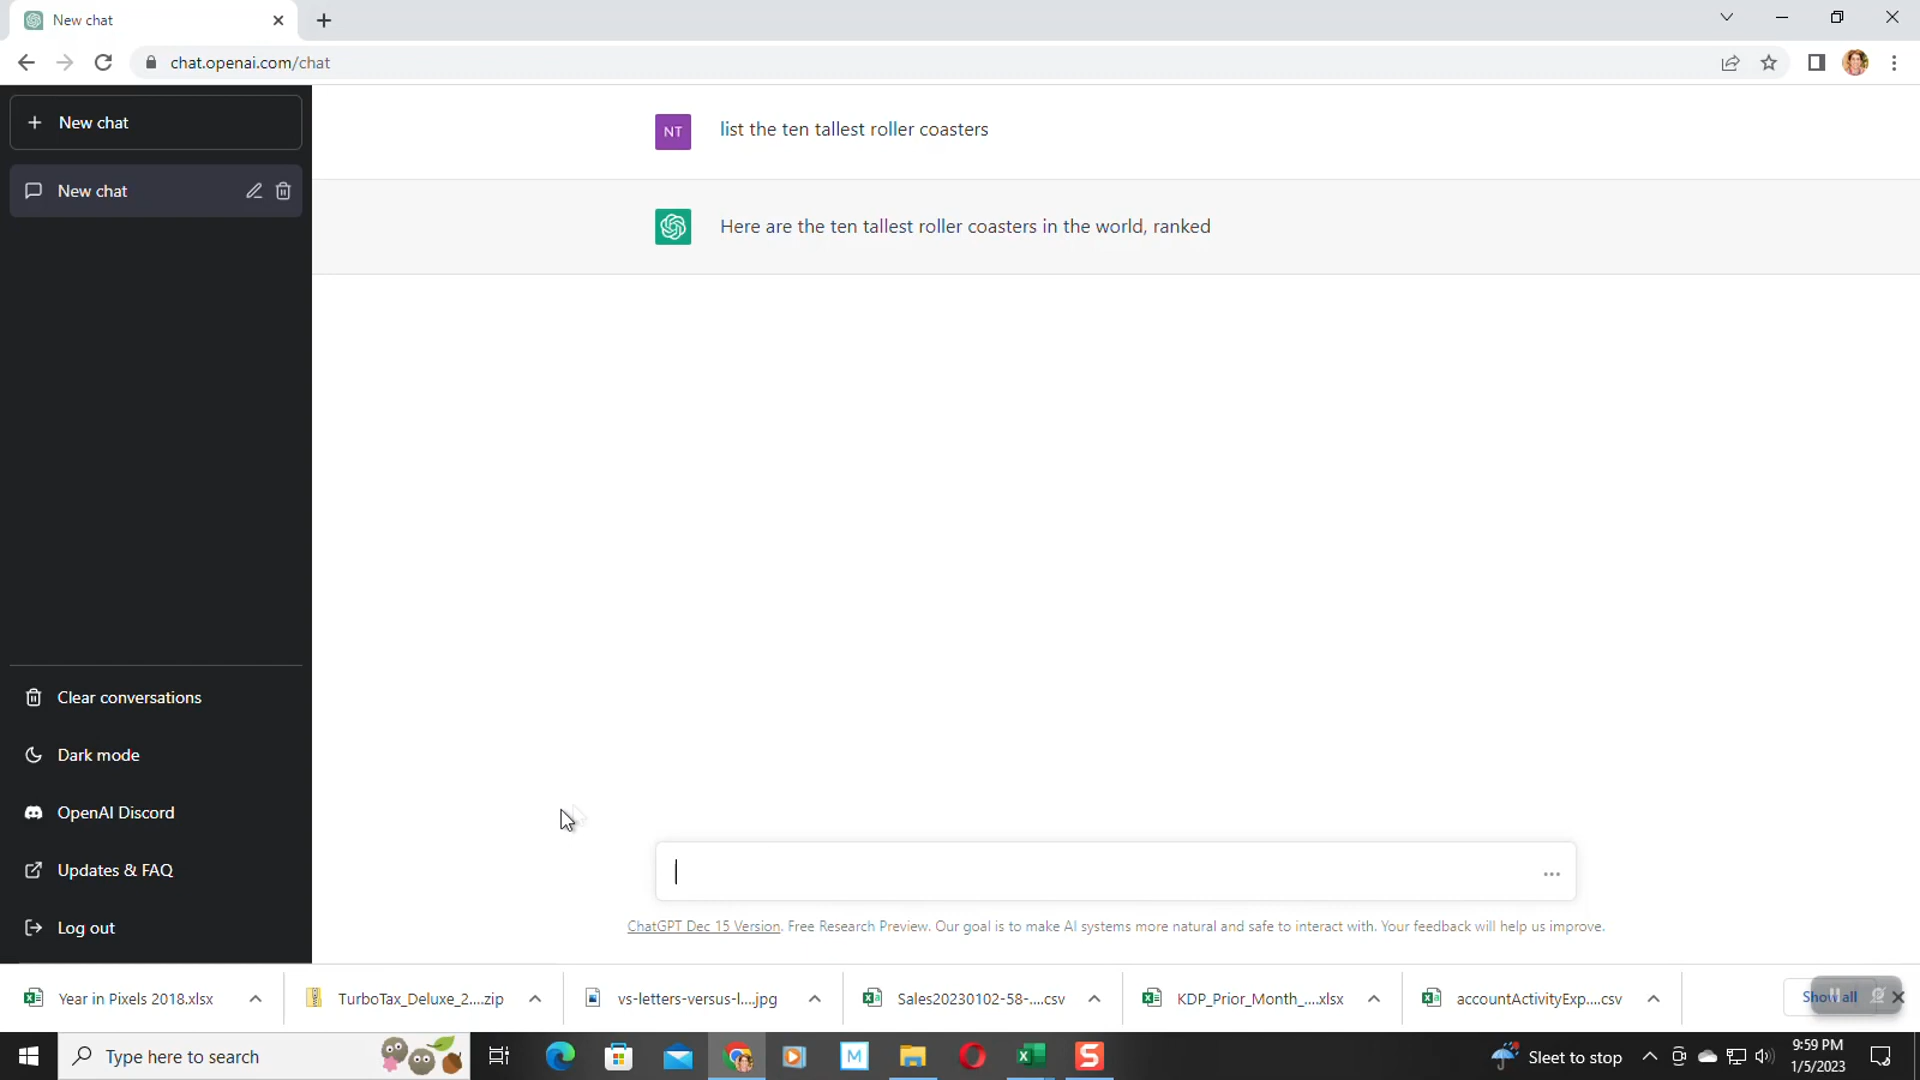 New chat
chat.openai.com/chat
New chat
New chat
NT
list the ten tallest roller coasters
Here are the ten tallest roller coasters in the world, ranked
Clear conversations
Dark mode
OpenAI Discord
Updates & FAQ
Log out
ChatGPT Dec 15 Version. Free Research Preview. Our goal is to make AI systems more natural and safe to interact with. Your feedback will help us improve.
Year in Pixels 2018.xlsx
TurboTax_Deluxe_2....zip
vs-letters-versus-l....jpg
Sales20230102-58-....csv
KDP_Prior_Month_....xlsx
accountActivityExp....csv
Show all
Type here to search
M
S
Sleet to stop
9:59 PM
1/5/2023